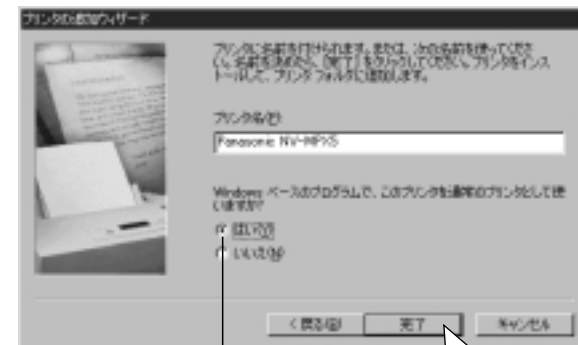 プリンタの追加ウィザード
プリンタに名前を付けられます。または、次の名前を使ってくださ
い。名前を決めたら、[完了]をクリックしてください。プリンタをインス
トールして、プリンタ フォルダに追加します。
プリンタ名(P):
Panasonic NV-MPX5
Windows ベースのプログラムで、このプリンタを通常のプリンタとして使
いますか?
はい(Y)
いいえ(N)
< 戻る(B)
完了
キャンセル